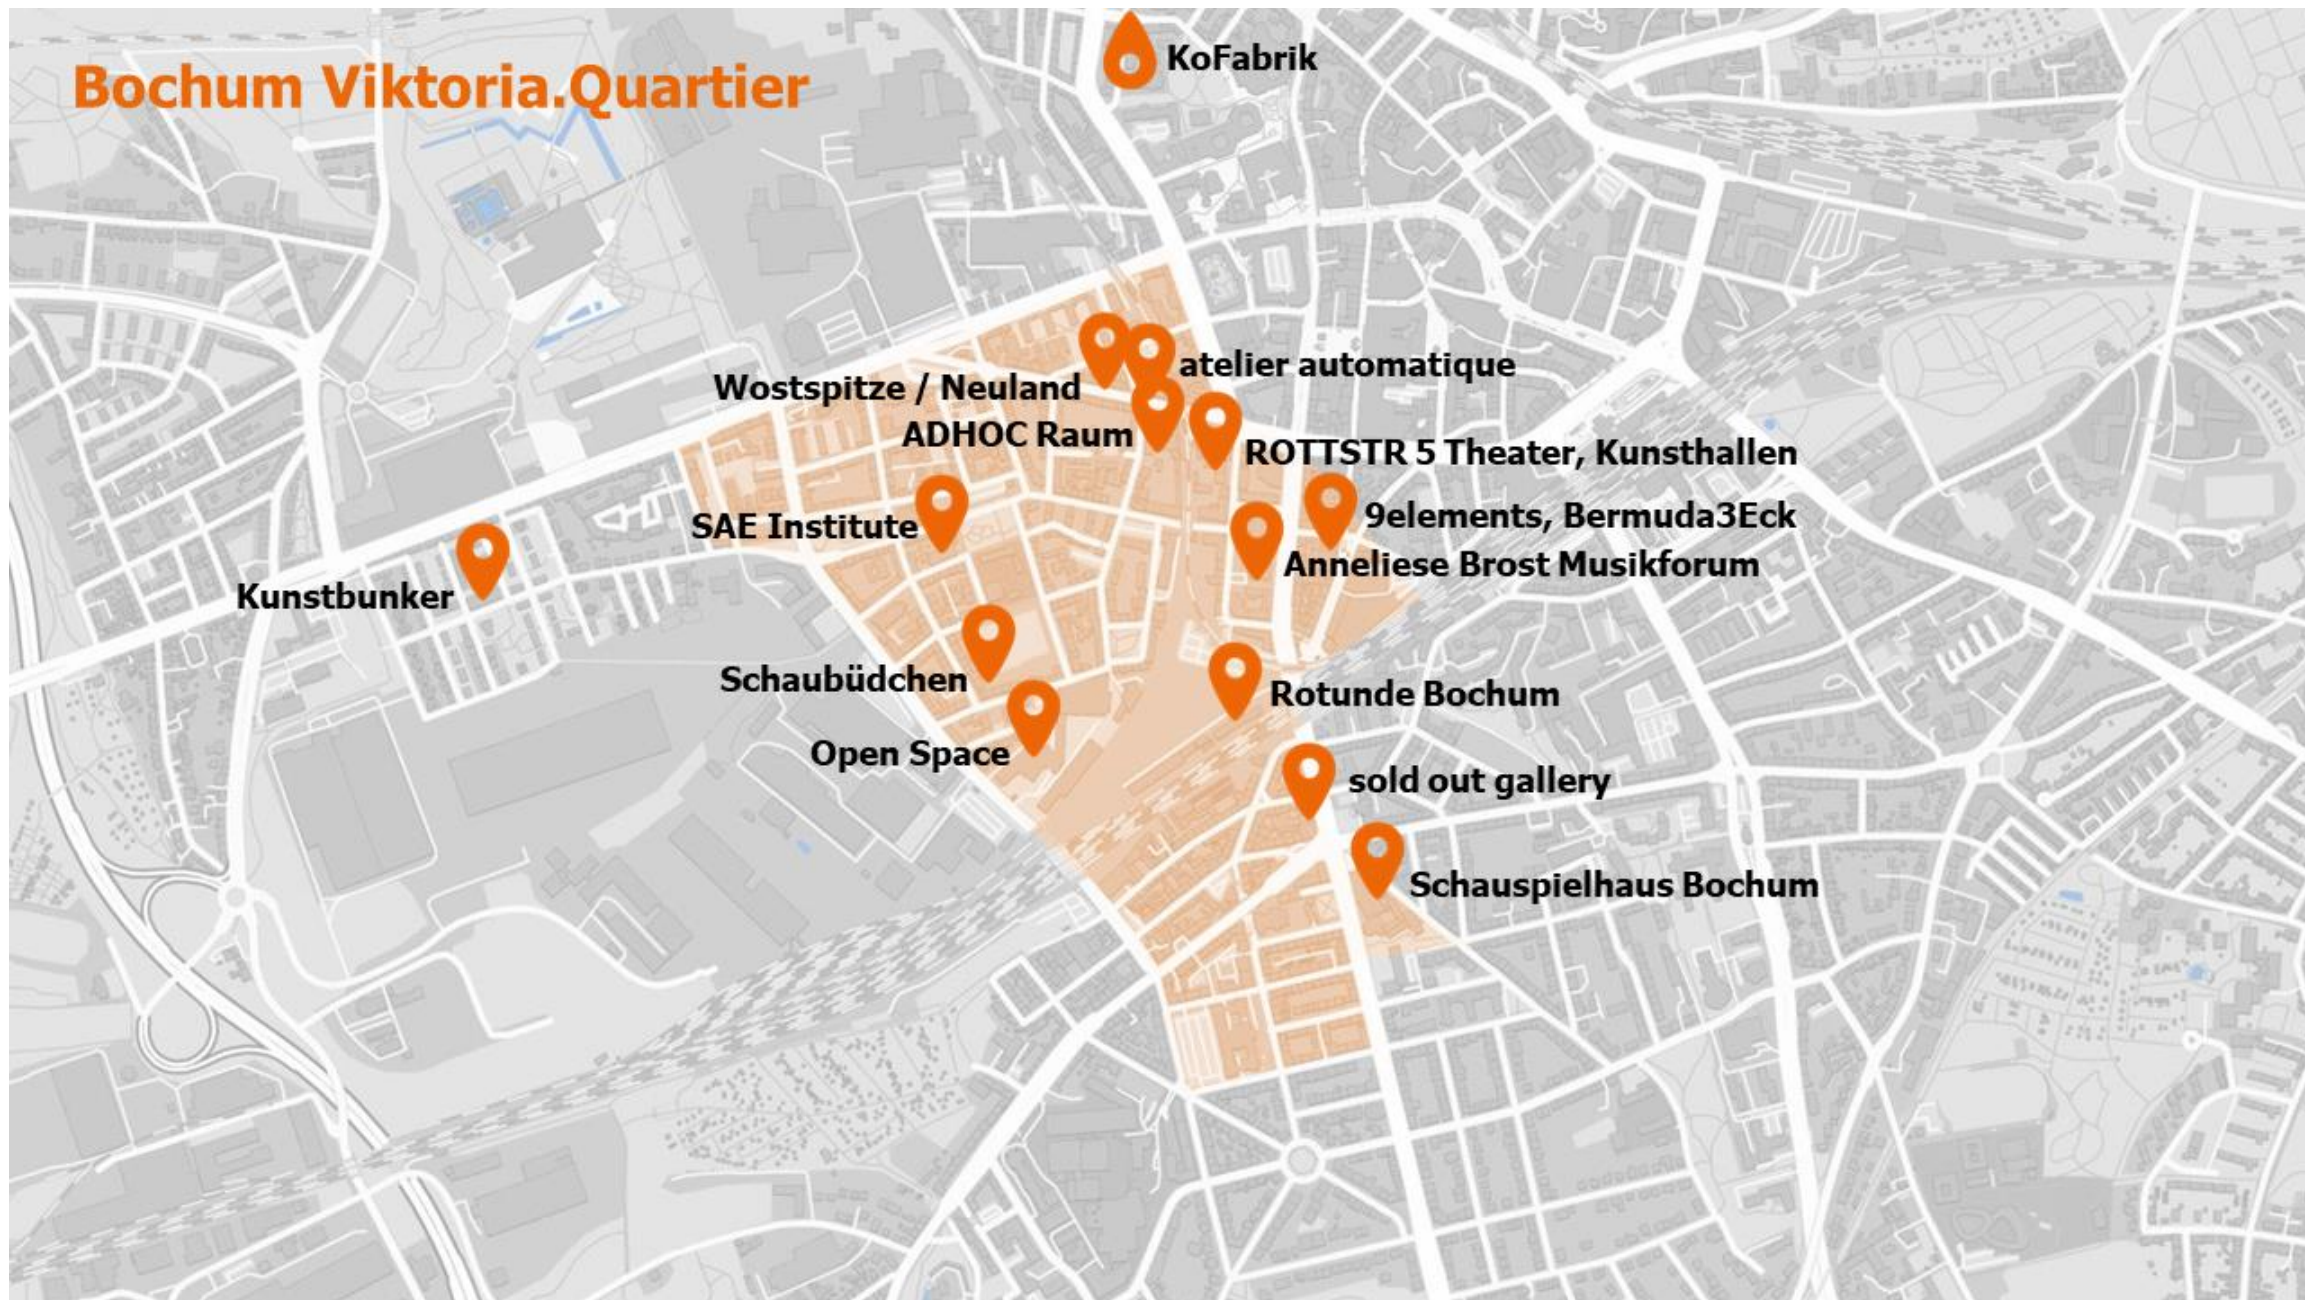 KoFabrik
Bochum Viktoria.Quartier
atelier automatique
Wostspitze / Neuland
ADHOC Raum
ROTTSTR 5 Theater, Kunsthallen
9elements, Bermuda3Eck
SAE Institute
Anneliese Brost Musikforum
Kunstbunker
Schaubüdchen
Rotunde Bochum
Open Space
sold out gallery
Schauspielhaus Bochum